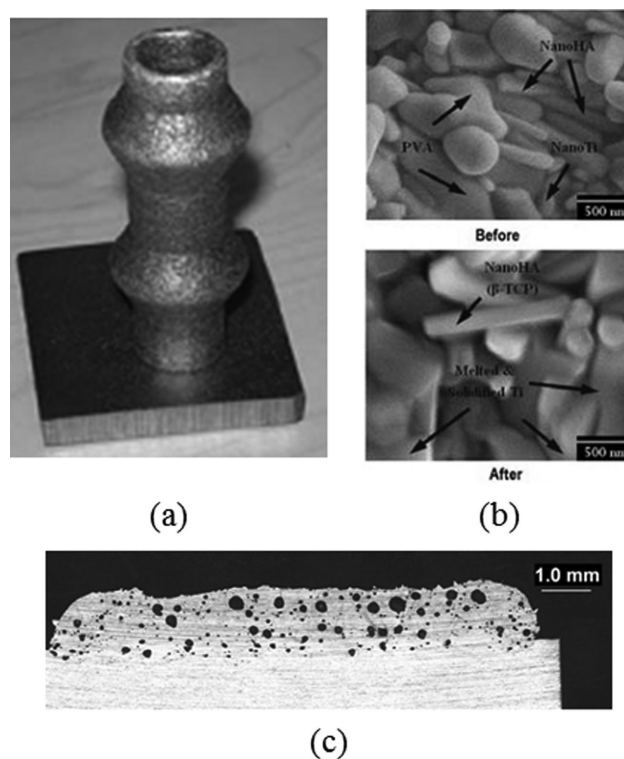 NanoHA
PVA
NanoTi
500 nm
Before
NanoHA
(β-TCP)
Melted &
Solidified Ti
500 nm
After
(a)
(b)
1.0 mm
(c)